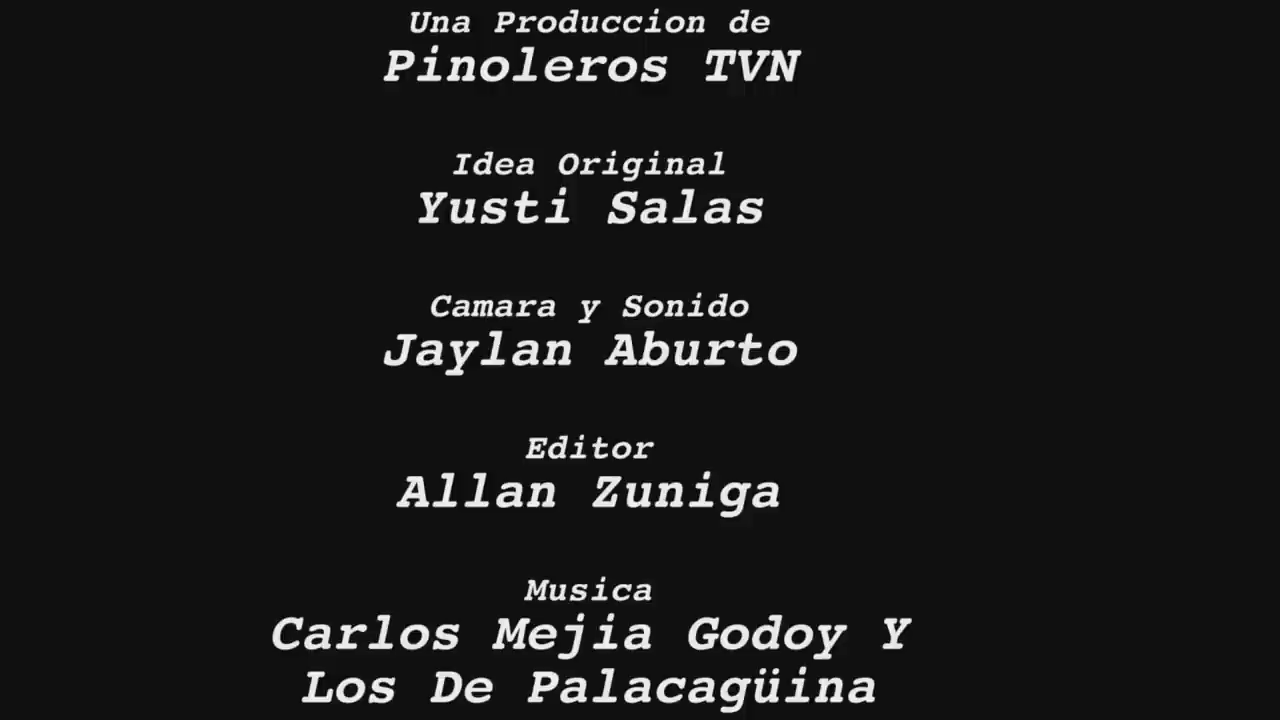 Una Produccion de
Pinoleros TVN
Idea Original
Yusti Salas
Camara y Sonido
Jaylan Aburto
Editor
Allan Zuniga
Musica
Carlos Mejia Godoy Y
Los De Palacagüina